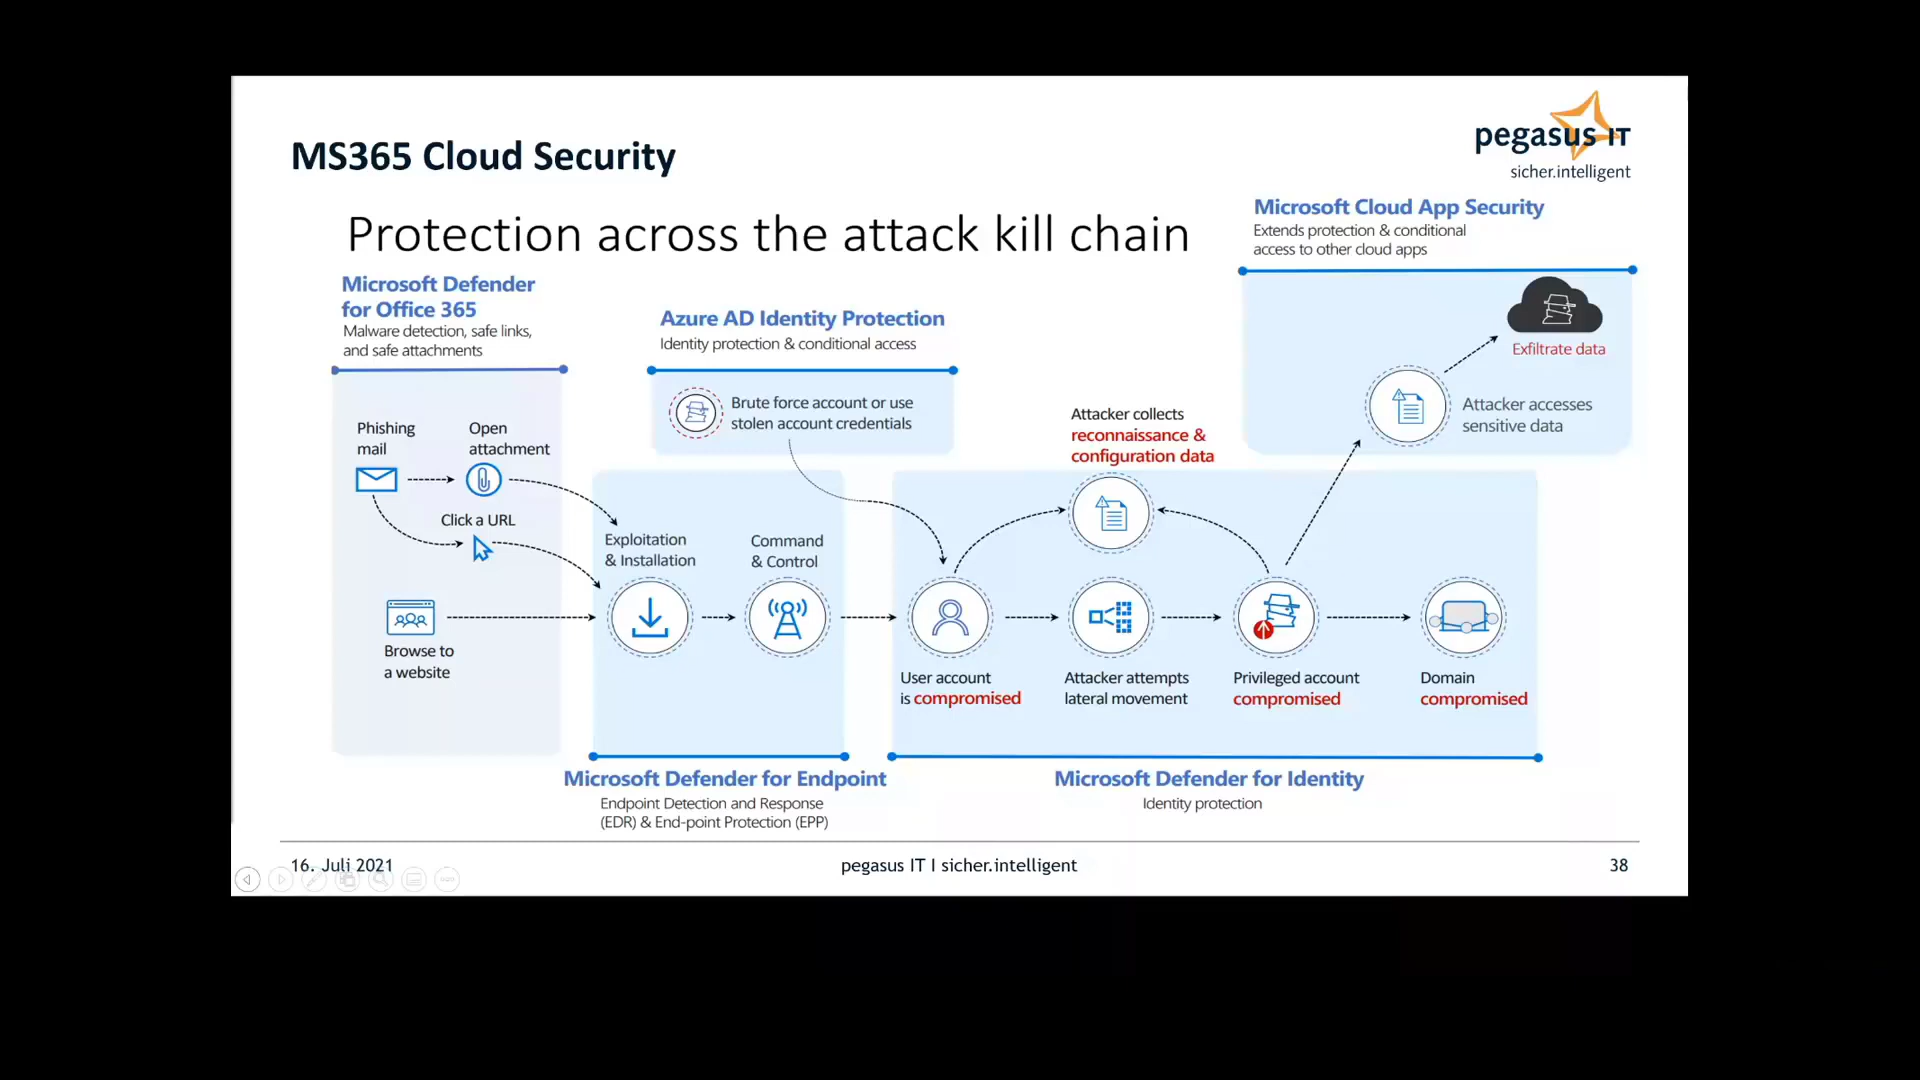 MS365 Cloud Security
pegasus IT
sicher.intelligent
Protection across the attack kill chain
Microsoft Cloud App Security
Extends protection & conditional
access to other cloud apps
Microsoft Defender
for Office 365
Malware detection, safe links,
and safe attachments
Azure AD Identity Protection
Identity protection & conditional access
Exfiltrate data
Brute force account or use
stolen account credentials
Attacker accesses
sensitive data
Attacker collects
reconnaissance &
configuration data
Phishing
mail
Open
attachment
Click a URL
Exploitation
& Installation
Command
& Control
Browse to
a website
User account
is compromised
Attacker attempts
lateral movement
Privileged account
compromised
Domain
compromised
Microsoft Defender for Endpoint
Endpoint Detection and Response
(EDR) & End-point Protection (EPP)
Microsoft Defender for Identity
Identity protection
16. Juli 2021
pegasus IT I sicher.intelligent
38